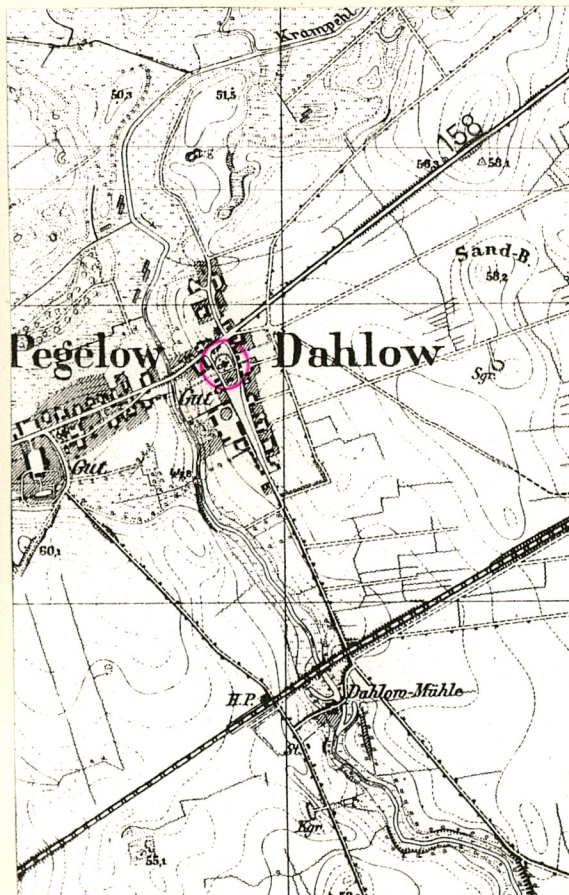 Krampehl
50,3
51,5
158
56,3
58,1
Sand-B.
58,2
Pegelow
Dahlow
Sgr.
Gut
Gut
60,1
H.P.
Dahlow-Mühle
Kgr.
55,1